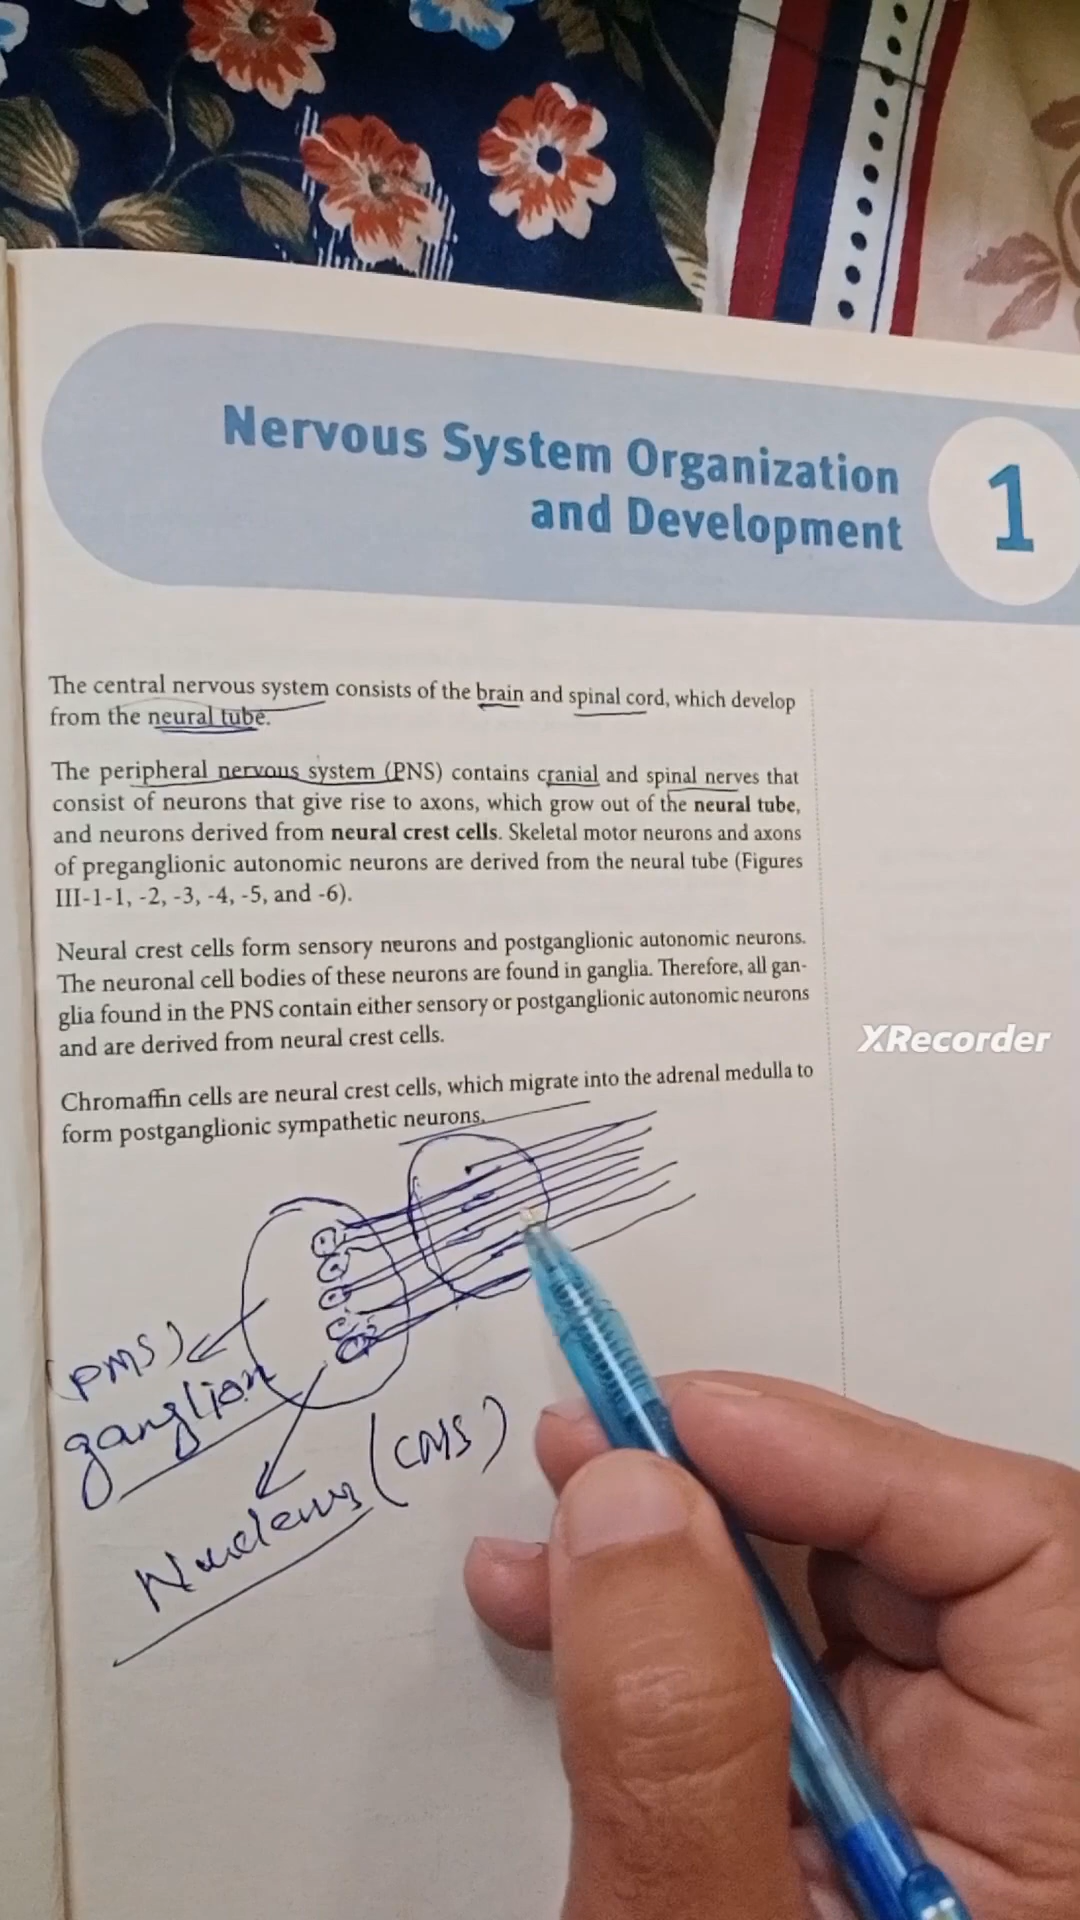 Nervous System Organization
and Development
1
The central nervous system consists of the brain and spinal cord, which develop
from the neural tube.
The peripheral nervous system (PNS) contains cranial and spinal nerves that
consist of neurons that give rise to axons, which grow out of the neural tube,
and neurons derived from neural crest cells. Skeletal motor neurons and axons
of preganglionic autonomic neurons are derived from the neural tube (Figures
III-1-1, -2, -3, -4, -5, and -6).
Neural crest cells form sensory neurons and postganglionic autonomic neurons.
The neuronal cell bodies of these neurons are found in ganglia. Therefore, all gan-
glia found in the PNS contain either sensory or postganglionic autonomic neurons
and are derived from neural crest cells.
XRecorder
Chromaffin cells are neural crest cells, which migrate into the adrenal medulla to
form postganglionic sympathetic neurons.
(PNS)
ganglion
Nucleus (CNS)